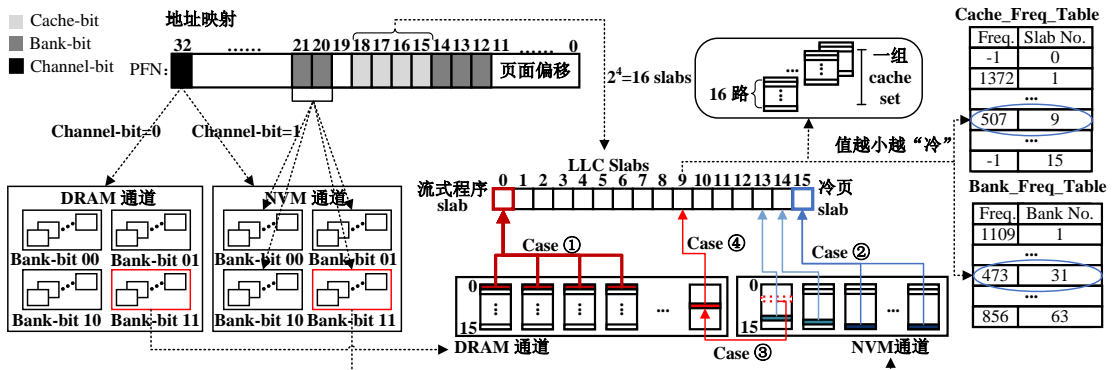 地址映射
Cache-bit
Bank-bit
Channel-bit
32 …… 21 20 19 18 17 16 15 14 13 12 11 …… 0
PFN:
页面偏移
2⁴=16 slabs
Channel-bit=0
Channel-bit=1
DRAM 通道
Bank-bit 00
Bank-bit 01
Bank-bit 10
Bank-bit 11
NVM 通道
Bank-bit 00
Bank-bit 01
Bank-bit 10
Bank-bit 11
16 路
...
一组
cache
set
值越小越“冷”
LLC Slabs
流式程序
slab
0 1 2 3 4 5 6 7 8 9 10 11 12 13 14 15
冷页
slab
Case ①
Case ④
Case ②
0
15
...
DRAM 通道
Case ③
0
15
...
NVM通道
Cache_Freq_Table
Freq. Slab No.
-1 0
1372 1
...
507 9
...
-1 15
Bank_Freq_Table
Freq. Bank No.
1109 1
...
473 31
...
856 63